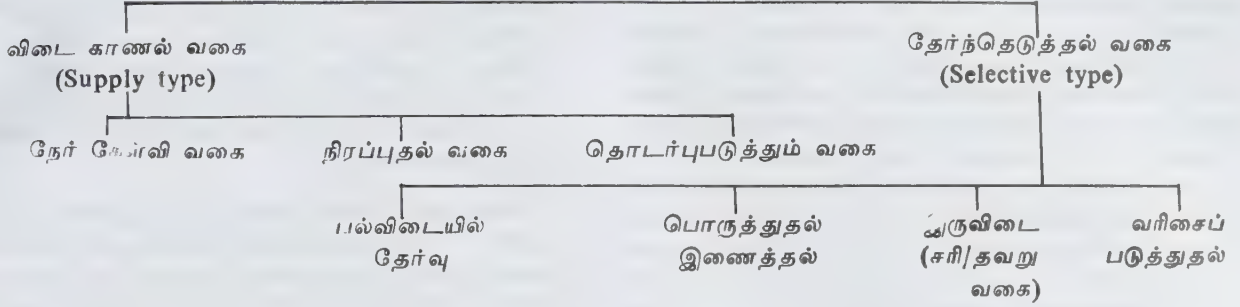 விடை காணல் வகை
(Supply type)
தேர்ந்தெடுத்தல் வகை
(Selective type)
நேர் கேள்வி வகை
நிரப்புதல் வகை
தொடர்புபடுத்தும் வகை
பல்விடையில்
தேர்வு
பொருத்துதல்
இணைத்தல்
இருவிடை
(சரி/தவறு
வகை)
வரிசைப்
படுத்துதல்